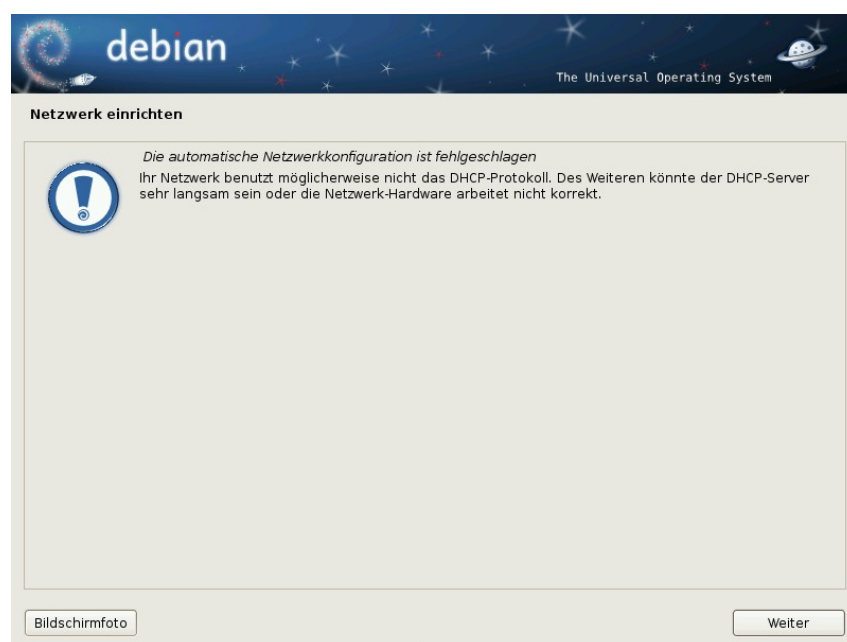 debian
The Universal Operating System
Netzwerk einrichten
Die automatische Netzwerkkonfiguration ist fehlgeschlagen
Ihr Netzwerk benutzt möglicherweise nicht das DHCP-Protokoll. Des Weiteren könnte der DHCP-Server
sehr langsam sein oder die Netzwerk-Hardware arbeitet nicht korrekt.
Bildschirmfoto
Weiter